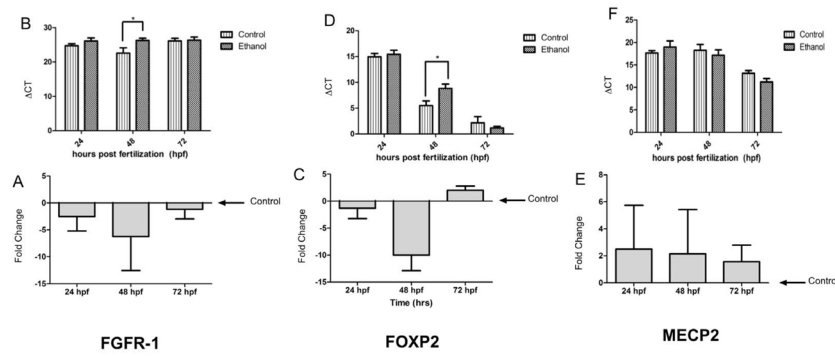 B
30
20
10
0
ΔCT
*
24
48
72
hours post fertilization (hpf)
Control
Ethanol
D
20
15
10
5
0
ΔCT
*
24
48
72
hours post fertilization (hpf)
Control
Ethanol
F
25
20
15
10
5
0
ΔCT
24
48
72
hours post fertilization (hpf)
Control
Ethanol
A
5
0
-5
-10
-15
Fold Change
24 hpf 48 hpf 72 hpf
Control
FGFR-1
C
5
0
-5
-10
-15
Fold Change
24 hpf 48 hpf 72 hpf
Time (hrs)
Control
FOXP2
E
8
6
4
2
0
Fold Change
24 hpf 48 hpf 72 hpf
Control
MECP2